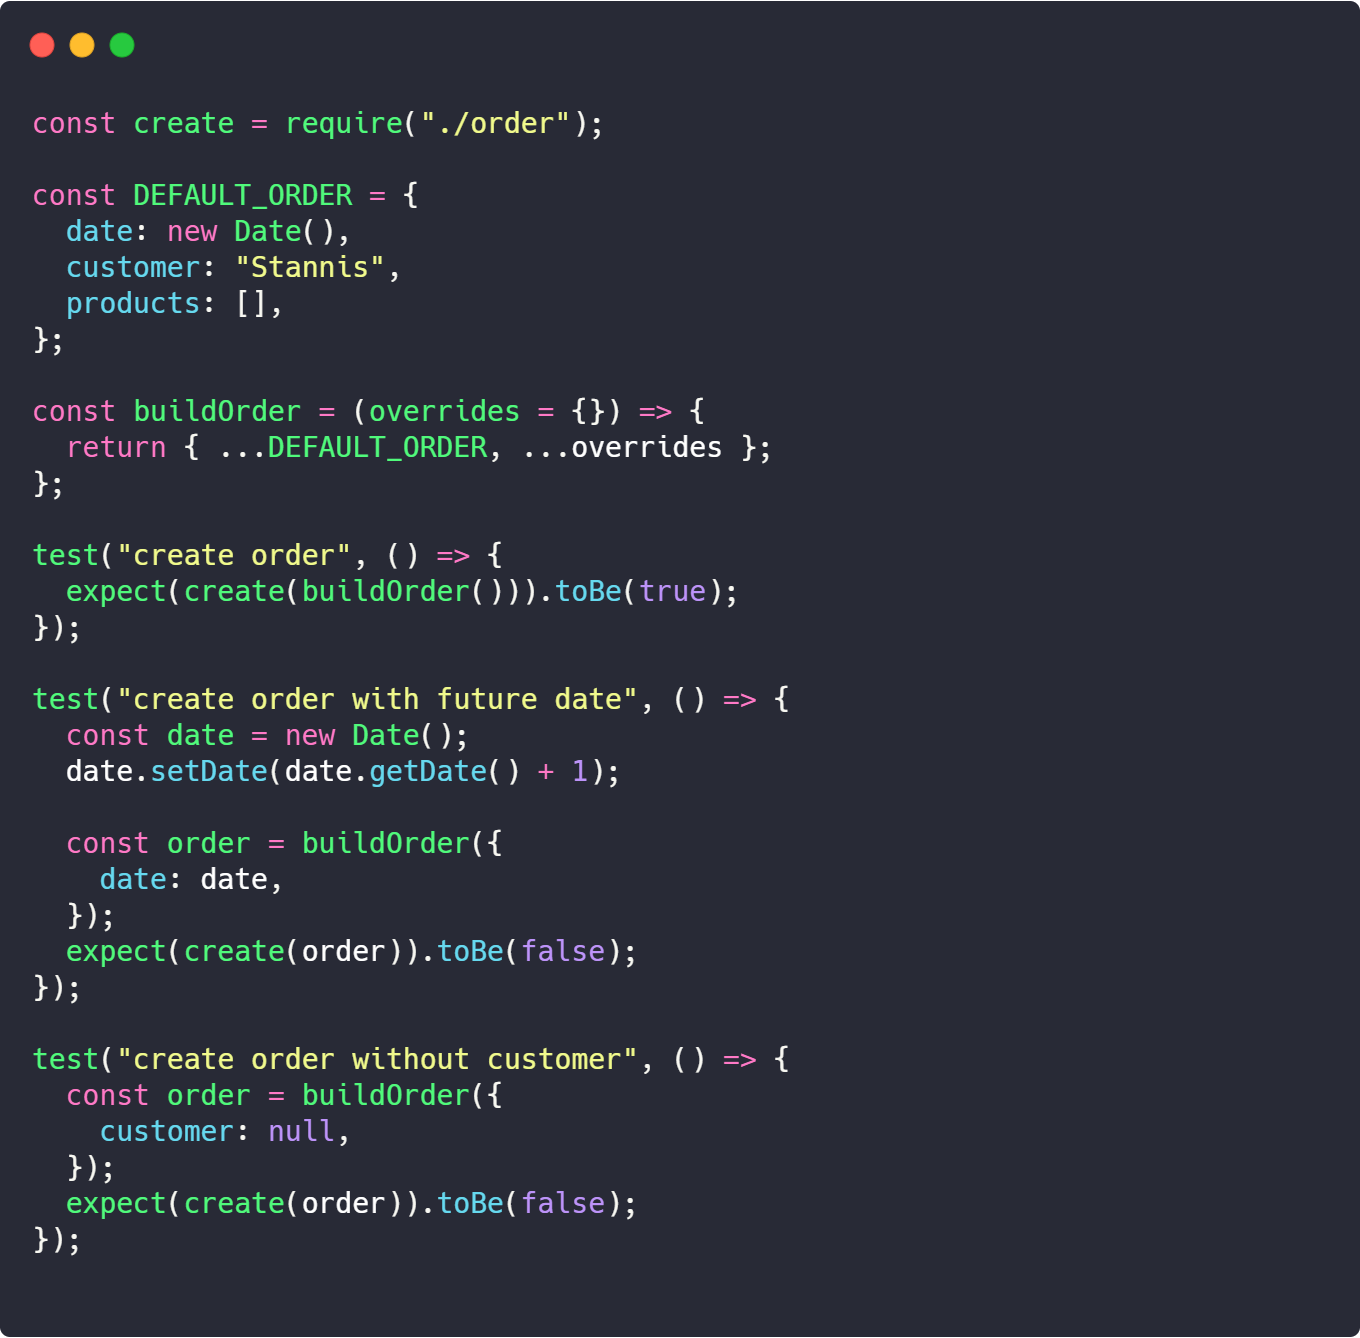 const create = require("./order");

const DEFAULT_ORDER = {
  date: new Date(),
  customer: "Stannis",
  products: [],
};

const buildOrder = (overrides = {}) => {
  return { ...DEFAULT_ORDER, ...overrides };
};

test("create order", () => {
  expect(create(buildOrder())).toBe(true);
});

test("create order with future date", () => {
  const date = new Date();
  date.setDate(date.getDate() + 1);

  const order = buildOrder({
    date: date,
  });
  expect(create(order)).toBe(false);
});

test("create order without customer", () => {
  const order = buildOrder({
    customer: null,
  });
  expect(create(order)).toBe(false);
});